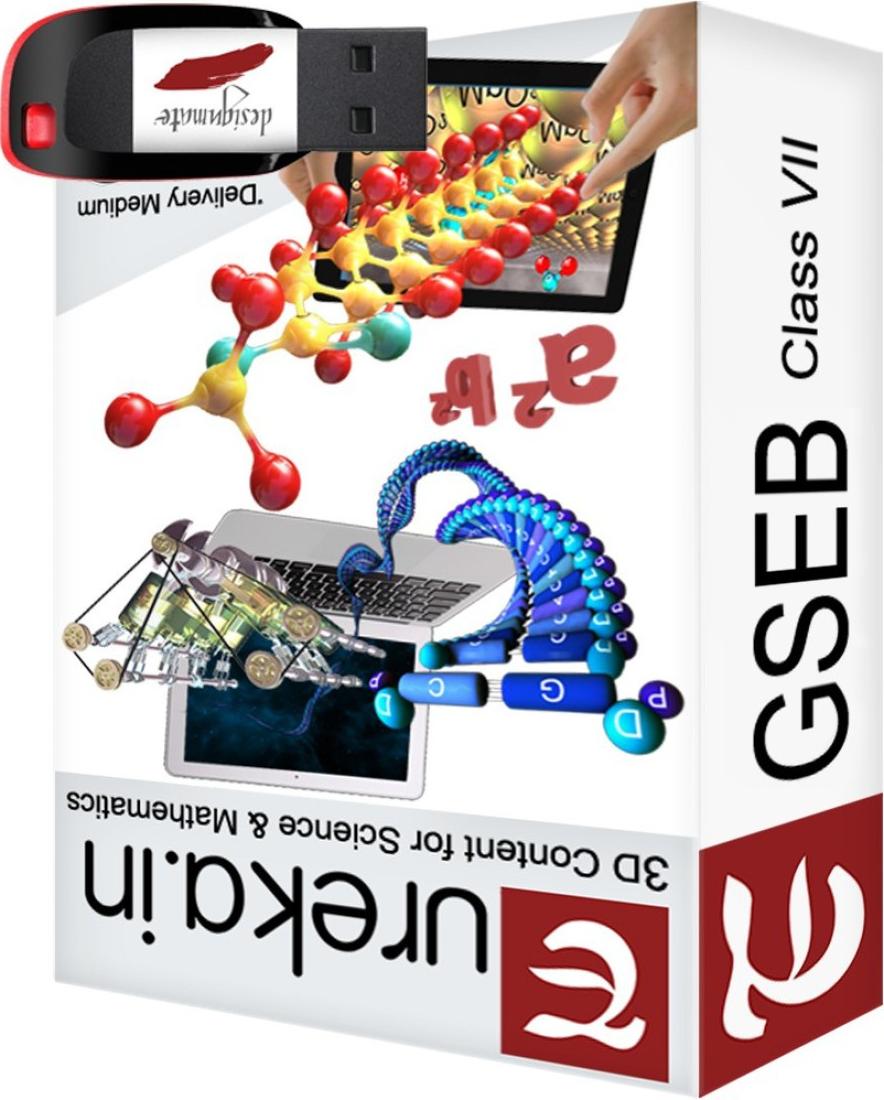 ureka.in
3D Content for Science & Mathematics
D P
G C
P D
a² b²
*Delivery Medium
designmate
GSEB Class VII